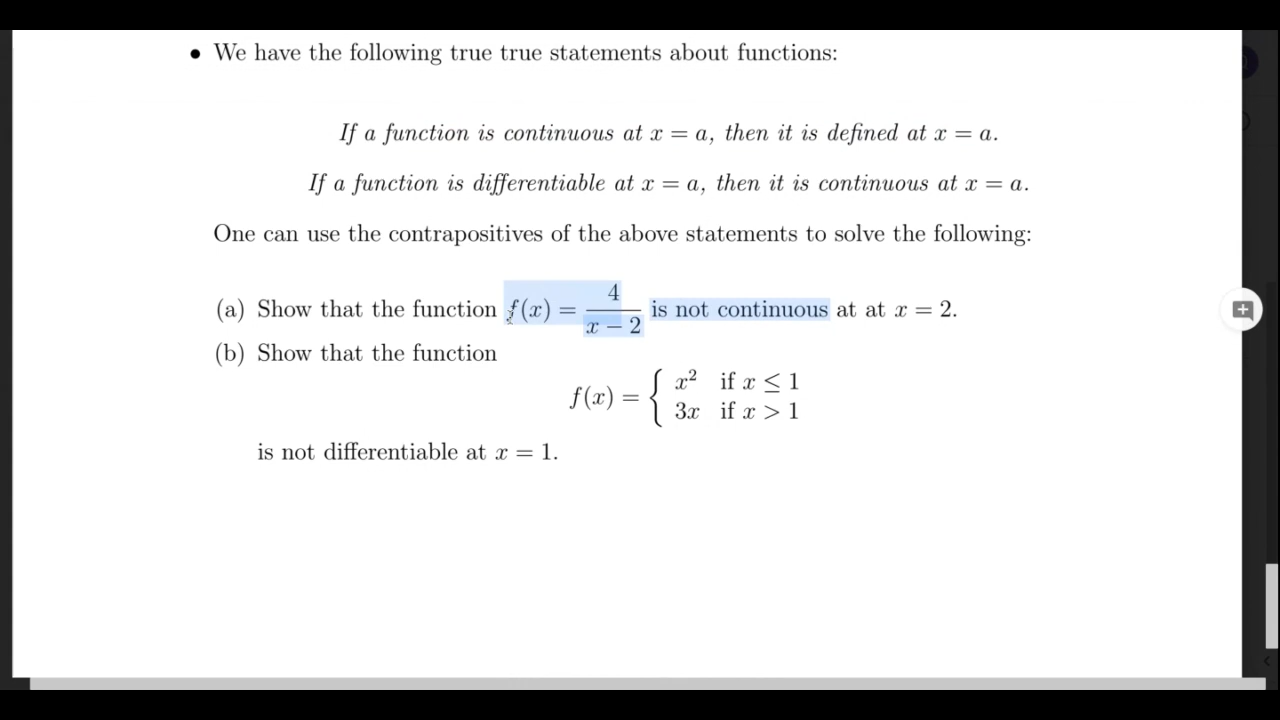 • We have the following true true statements about functions:
If a function is continuous at x = a, then it is defined at x = a.
If a function is differentiable at x = a, then it is continuous at x = a.
One can use the contrapositives of the above statements to solve the following:
(a) Show that the function f(x) = 4 / (x − 2) is not continuous at at x = 2.
(b) Show that the function
f(x) = { x² if x ≤ 1
3x if x > 1
is not differentiable at x = 1.